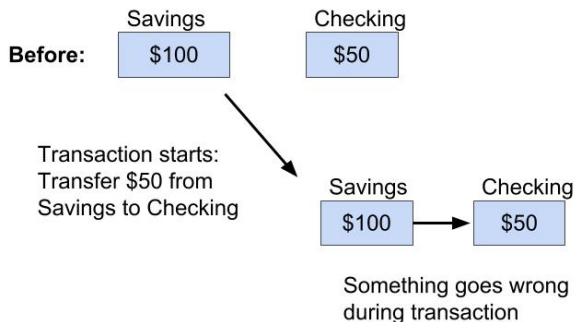 Savings Checking
Before: $100 $50
Transaction starts:
Transfer $50 from
Savings to Checking
Savings Checking
$100 $50
Something goes wrong
during transaction